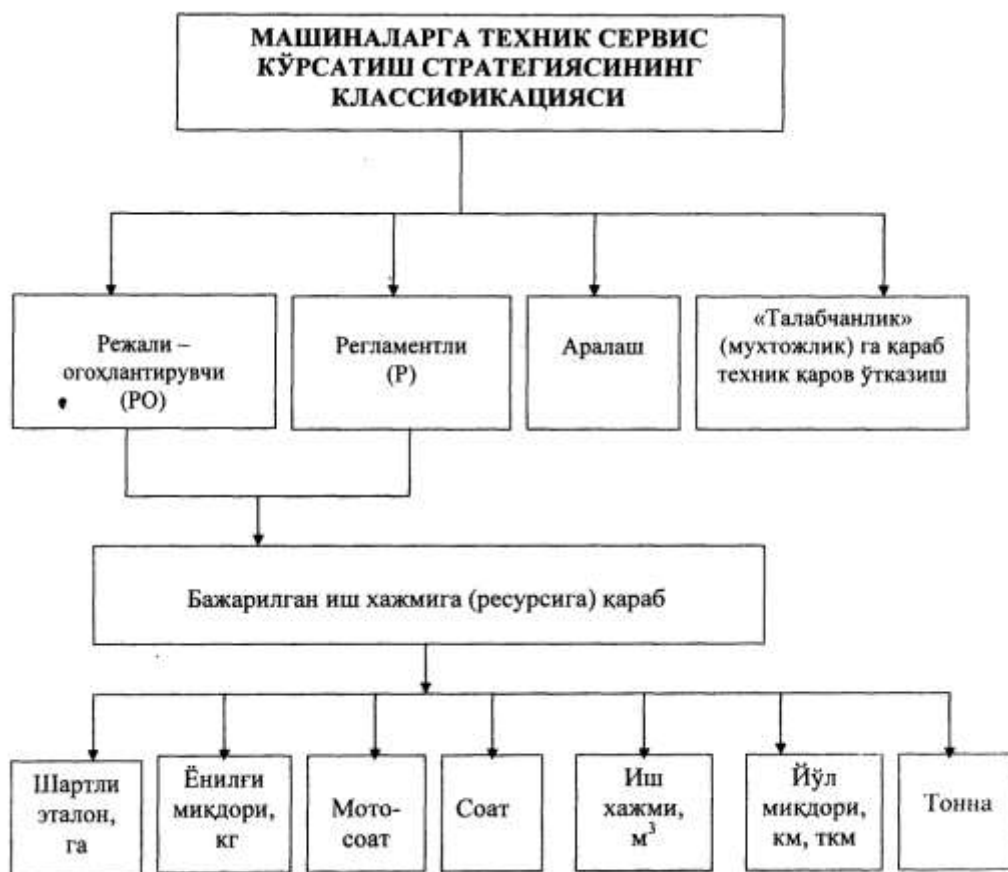 МАШИНАЛАРГА ТЕХНИК СЕРВИС
КЎРСАТИШ СТРАТЕГИЯСИНИНГ
КЛАССИФИКАЦИЯСИ
Режали –
огоҳлантирувчи
(РО)
Регламентли
(Р)
Аралаш
«Талабчанлик»
(мухтожлик) га қараб
техник қаров ўтказиш
Бажарилган иш хажмига (ресурсига) қараб
Шартли
эталон,
га
Ёнилғи
миқдори,
кг
Мото-
соат
Соат
Иш
хажми,
м³
Йўл
миқдори,
км, ткм
Тонна